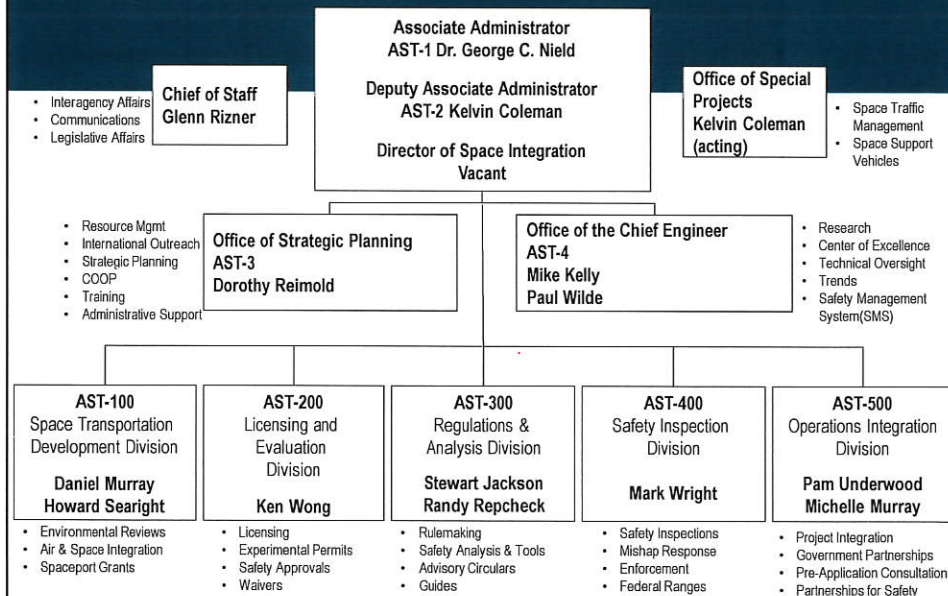 Associate Administrator
AST-1 Dr. George C. Nield
Deputy Associate Administrator
AST-2 Kelvin Coleman
Director of Space Integration
Vacant
• Interagency Affairs
• Communications
• Legislative Affairs
Chief of Staff
Glenn Rizner
Office of Special
Projects
Kelvin Coleman
(acting)
• Space Traffic
Management
• Space Support
Vehicles
• Resource Mgmt
• International Outreach
• Strategic Planning
• COOP
• Training
• Administrative Support
Office of Strategic Planning
AST-3
Dorothy Reimold
Office of the Chief Engineer
AST-4
Mike Kelly
Paul Wilde
• Research
• Center of Excellence
• Technical Oversight
• Trends
• Safety Management
System(SMS)
AST-100
Space Transportation
Development Division
Daniel Murray
Howard Searight
• Environmental Reviews
• Air & Space Integration
• Spaceport Grants
AST-200
Licensing and
Evaluation
Division
Ken Wong
• Licensing
• Experimental Permits
• Safety Approvals
• Waivers
AST-300
Regulations &
Analysis Division
Stewart Jackson
Randy Repcheck
• Rulemaking
• Safety Analysis & Tools
• Advisory Circulars
• Guides
AST-400
Safety Inspection
Division
Mark Wright
• Safety Inspections
• Mishap Response
• Enforcement
• Federal Ranges
AST-500
Operations Integration
Division
Pam Underwood
Michelle Murray
• Project Integration
• Government Partnerships
• Pre-Application Consultation
• Partnerships for Safety